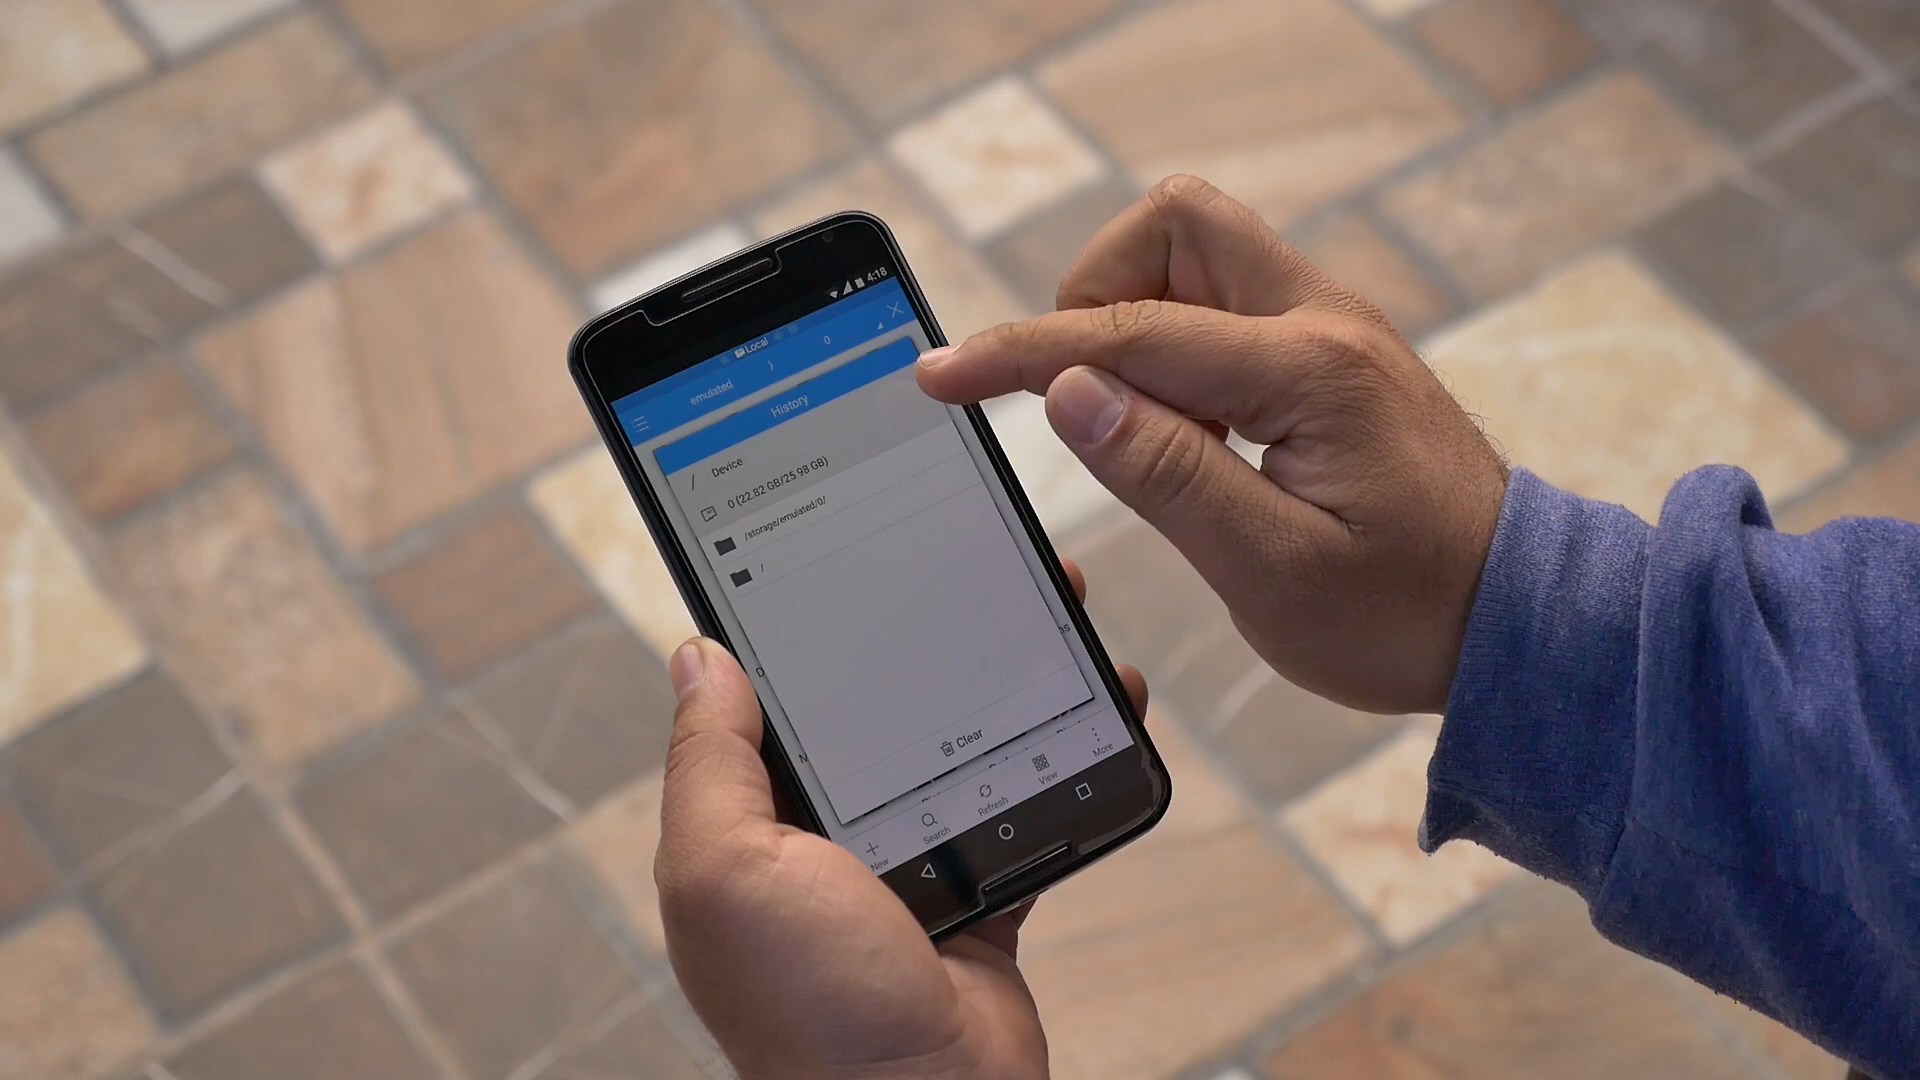 4:18
Local
emulated 0
History
/ Device
0 (22.82 GB/25.98 GB)
/storage/emulated/0/
/
Clear
New Search Refresh View More